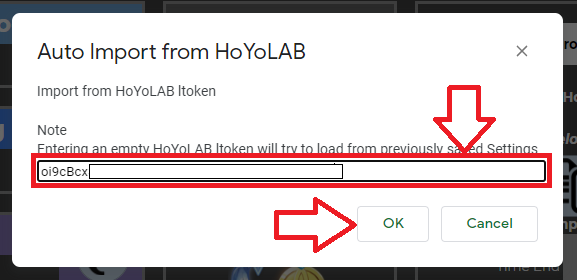 Auto Import from HoYoLAB
Import from HoYoLAB ltoken
Note
Entering an empty HoYoLAB ltoken will try to load from previously saved Settings
oi9cBcx
OK
Cancel
Time End